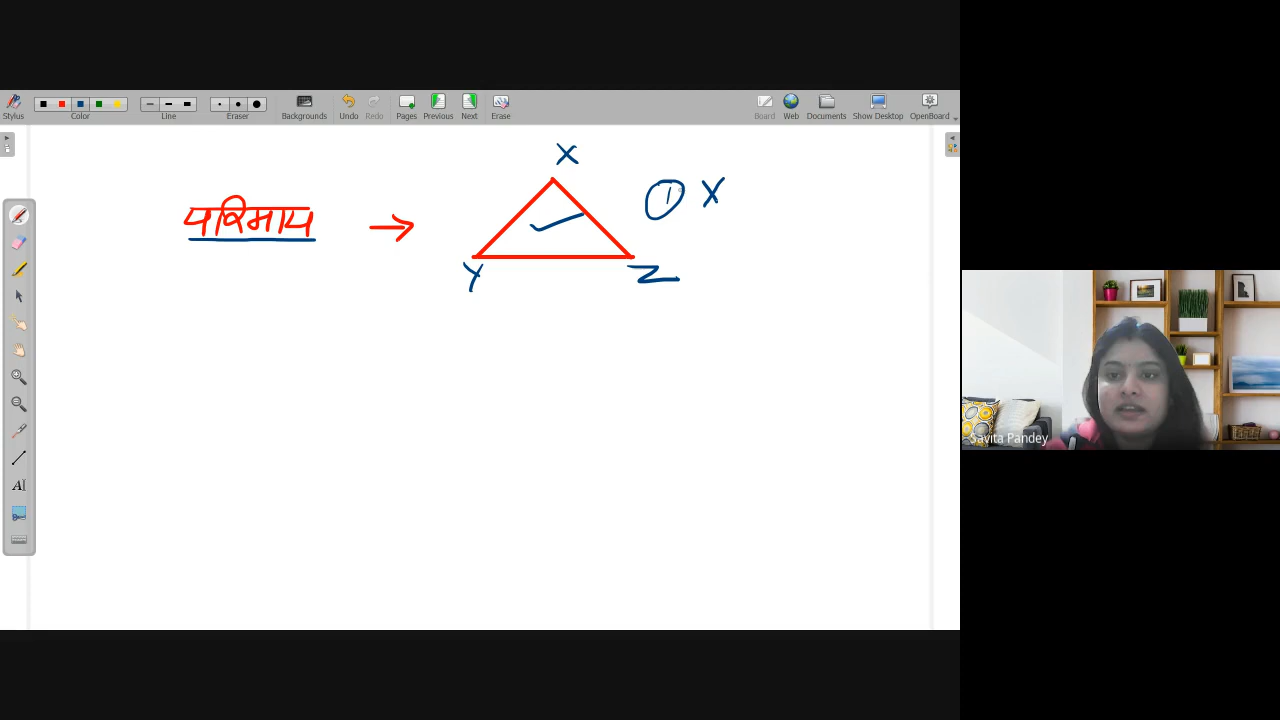 Stylus Color Line Eraser Backgrounds Undo Redo Pages Previous Next Erase Board Web Documents Show Desktop OpenBoard
X
① X
परिमाप →
Y Z
Savita Pandey